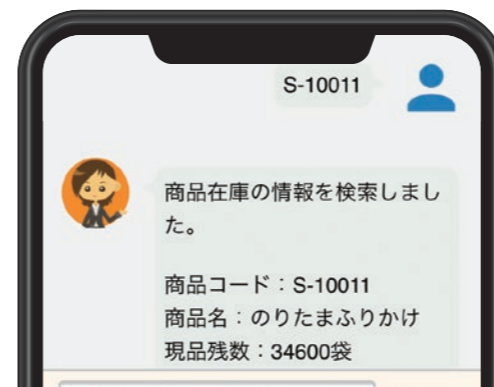 S-10011
商品在庫の情報を検索しまし
た。
商品コード：S-10011
商品名：のりたまふりかけ
現品残数：34600袋